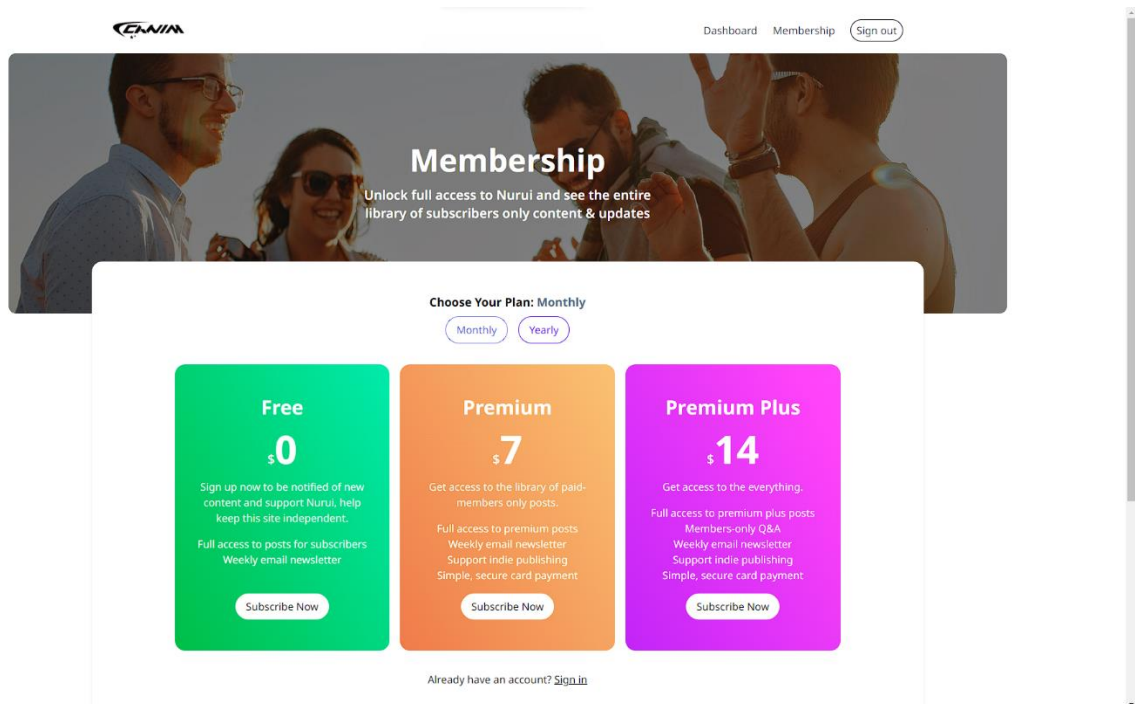 Dashboard Membership Sign out
Membership
Unlock full access to Nurui and see the entire
library of subscribers only content & updates
Choose Your Plan: Monthly
Monthly Yearly
Free
$0
Sign up now to be notified of new
content and support Nurui, help
keep this site independent.
Full access to posts for subscribers
Weekly email newsletter
Subscribe Now
Premium
$7
Get access to the library of paid-
members only posts.
Full access to premium posts
Weekly email newsletter
Support indie publishing
Simple, secure card payment
Subscribe Now
Premium Plus
$14
Get access to the everything.
Full access to premium plus posts
Members-only Q&A
Weekly email newsletter
Support indie publishing
Simple, secure card payment
Subscribe Now
Already have an account? Sign in